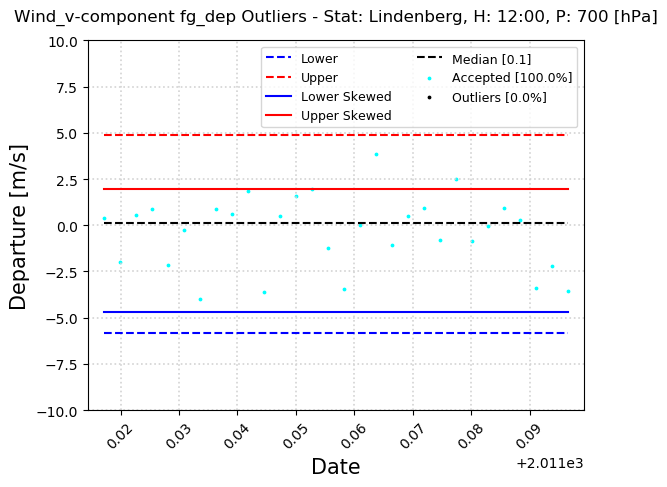 Wind_v-component fg_dep Outliers - Stat: Lindenberg, H: 12:00, P: 700 [hPa]
Departure [m/s]
10.0
7.5
5.0
2.5
0.0
−2.5
−5.0
−7.5
−10.0
Lower
Upper
Lower Skewed
Upper Skewed
Median [0.1]
Accepted [100.0%]
Outliers [0.0%]
0.02
0.03
0.04
0.05
0.06
0.07
0.08
0.09
+2.011e3
Date